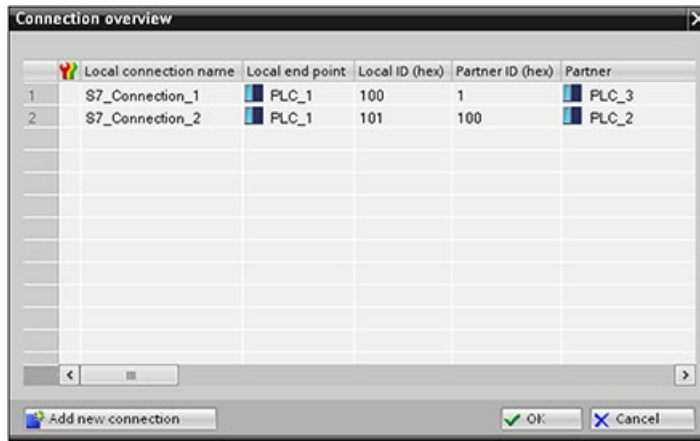 Connection overview
Local connection name Local end point Local ID (hex) Partner ID (hex) Partner
1 S7_Connection_1 PLC_1 100 1 PLC_3
2 S7_Connection_2 PLC_1 101 100 PLC_2
Add new connection OK Cancel